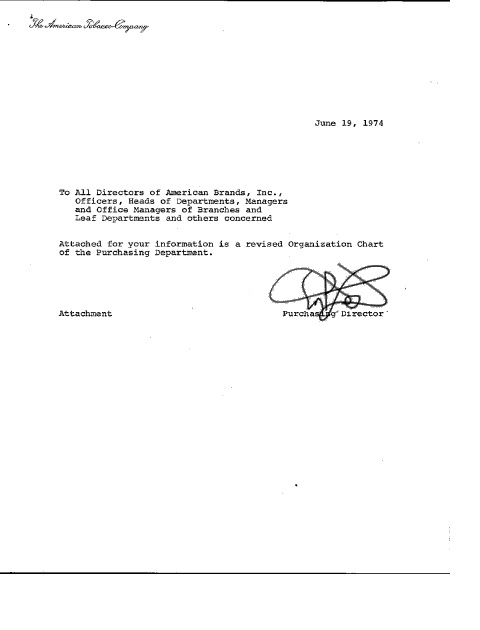 The American Tobacco Company
June 19, 1974
To All Directors of American Brands, Inc.,
Officers, Heads of Departments, Managers
and Office Managers of Branches and
Leaf Departments and others concerned
Attached for your information is a revised Organization Chart
of the Purchasing Department.
Attachment
Purchasing Director